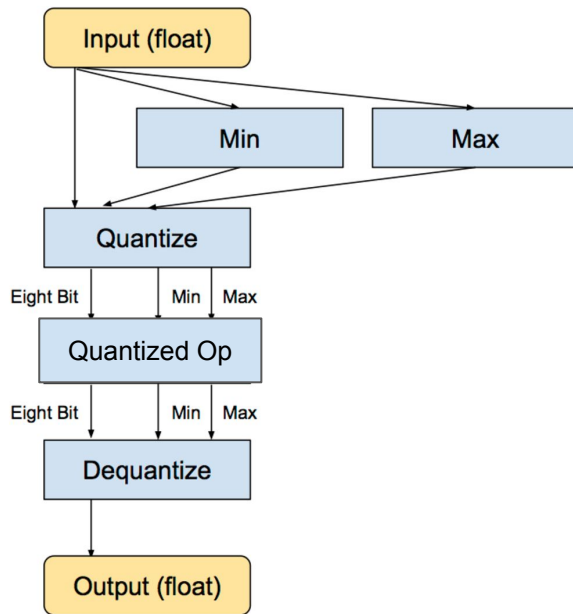 Input (float)
Min
Max
Quantize
Eight Bit
Min
Max
Quantized Op
Eight Bit
Min
Max
Dequantize
Output (float)